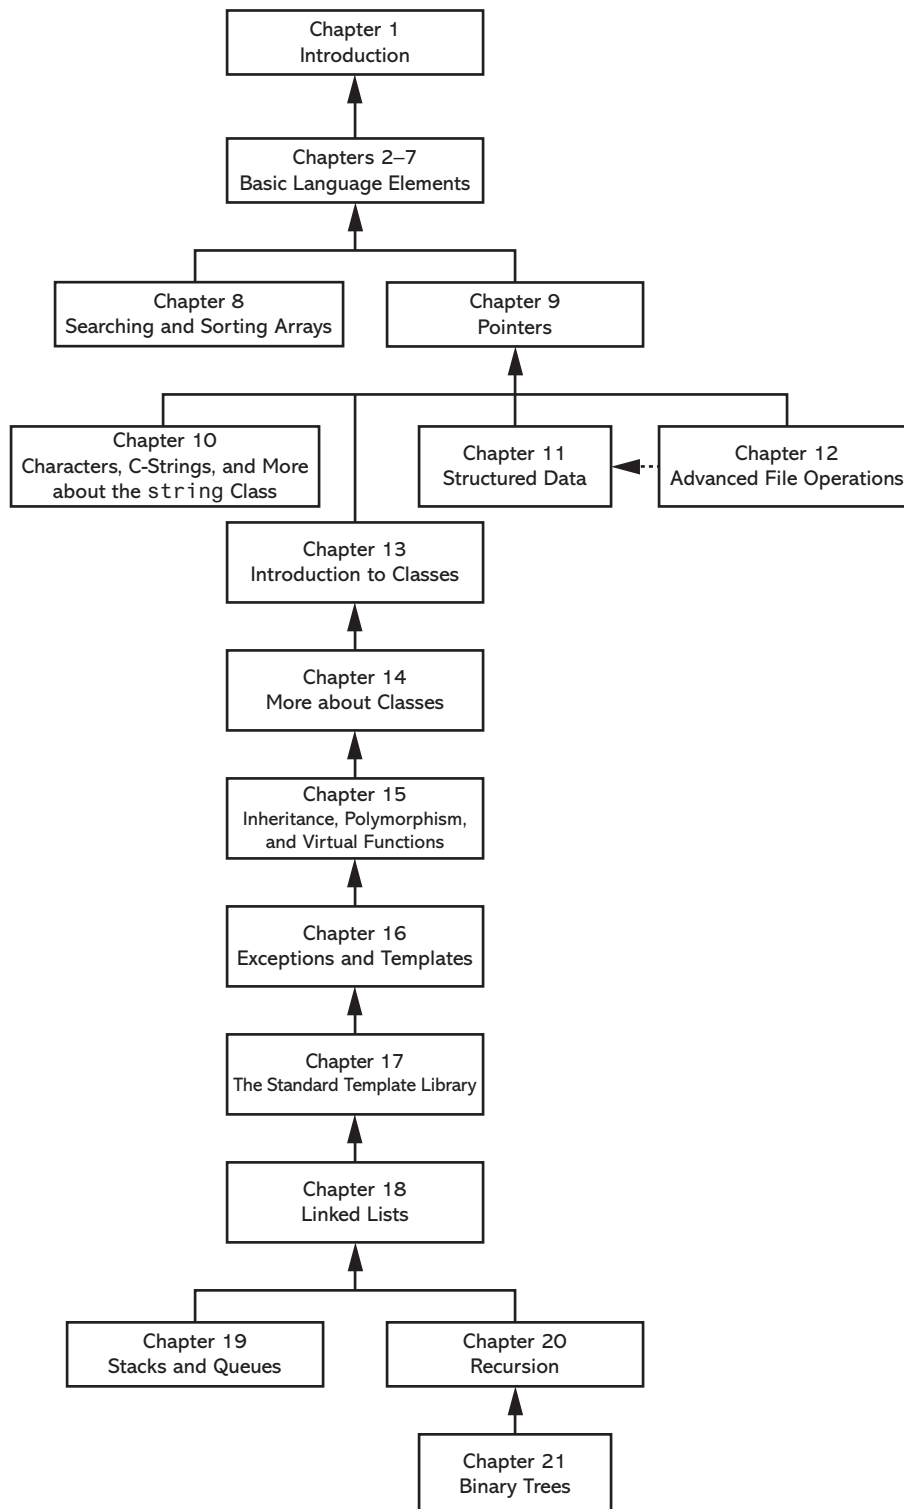 Chapter 1
Introduction
Chapters 2–7
Basic Language Elements
Chapter 8
Searching and Sorting Arrays
Chapter 9
Pointers
Chapter 10
Characters, C-Strings, and More
about the string Class
Chapter 11
Structured Data
Chapter 12
Advanced File Operations
Chapter 13
Introduction to Classes
Chapter 14
More about Classes
Chapter 15
Inheritance, Polymorphism,
and Virtual Functions
Chapter 16
Exceptions and Templates
Chapter 17
The Standard Template Library
Chapter 18
Linked Lists
Chapter 19
Stacks and Queues
Chapter 20
Recursion
Chapter 21
Binary Trees